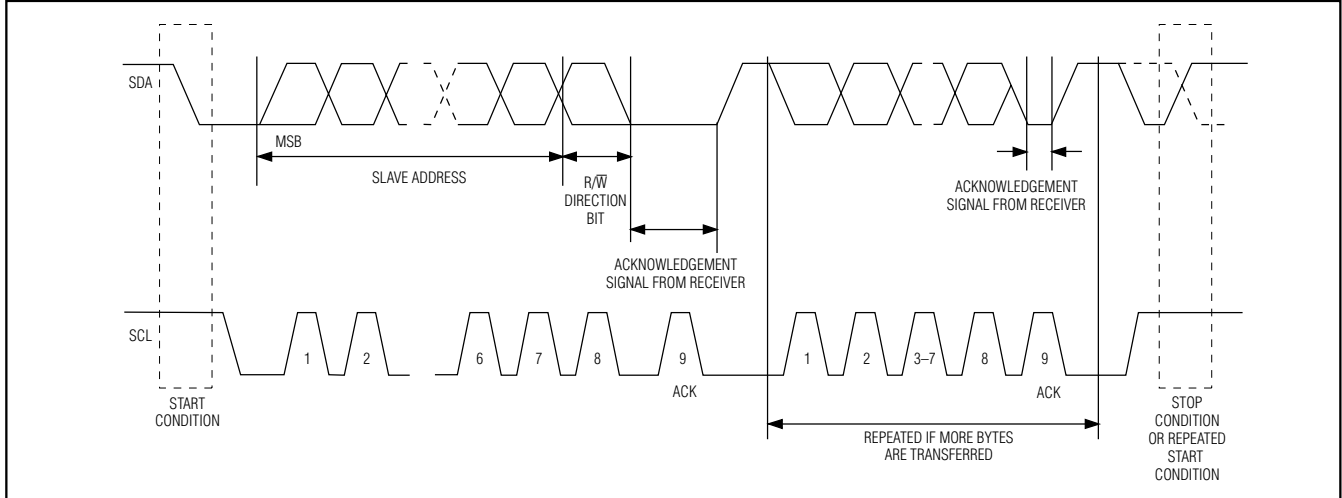 SDA
MSB
SLAVE ADDRESS
R/W̅
DIRECTION
BIT
ACKNOWLEDGEMENT
SIGNAL FROM RECEIVER
ACKNOWLEDGEMENT
SIGNAL FROM RECEIVER
SCL
1 2 6 7 8 9 1 2 3–7 8 9
ACK ACK
START
CONDITION
REPEATED IF MORE BYTES
ARE TRANSFERRED
STOP
CONDITION
OR REPEATED
START
CONDITION